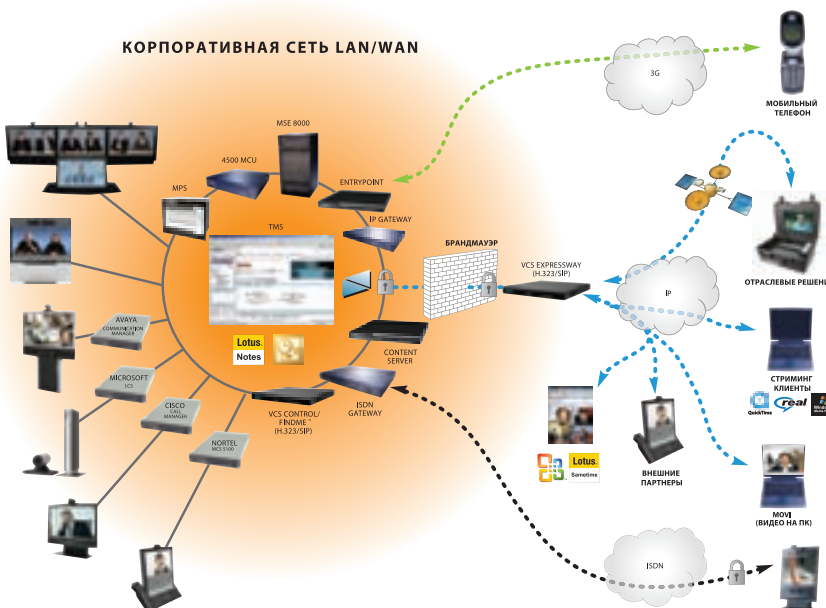 КОРПОРАТИВНАЯ СЕТЬ LAN/WAN
3G
МОБИЛЬНЫЙ
ТЕЛЕФОН
MSE 8000
4500 MCU
ENTRYPOINT
MPS
IP GATEWAY
TMS
БРАНДМАУЭР
VCS EXPRESSWAY
(H.323/SIP)
IP
ОТРАСЛЕВЫЕ РЕШЕНИ
AVAYA
COMMUNICATION
MANAGER
Lotus.
Notes
CONTENT
SERVER
MICROSOFT
LCS
CISCO
CALL
MANAGER
NORTEL
MCS 5100
VCS CONTROL/
FINDME™
(H.323/SIP)
ISDN
GATEWAY
СТРИМИНГ
КЛИЕНТЫ
QuickTime
real
Windo
Lotus.
Sametime
ВНЕШНИЕ
ПАРТНЕРЫ
MOVI
(ВИДЕО НА ПК)
ISDN